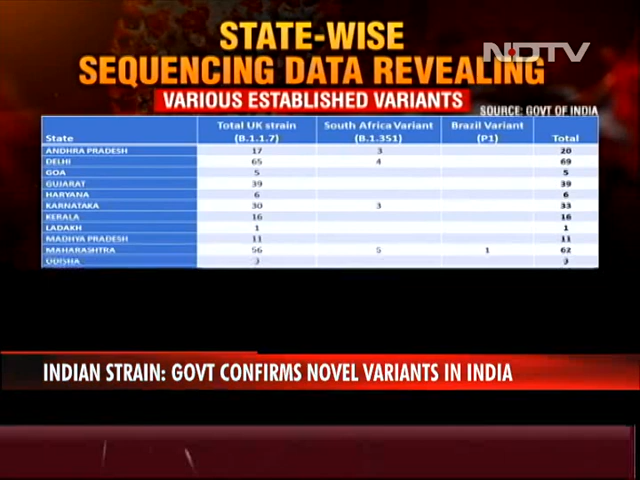 STATE-WISE
NDTV
SEQUENCING DATA REVEALING
VARIOUS ESTABLISHED VARIANTS
SOURCE: GOVT OF INDIA
State Total UK strain (B.1.1.7) South Africa Variant (B.1.351) Brazil Variant (P1) Total
ANDHRA PRADESH 17 3 20
DELHI 65 4 69
GOA 5 5
GUJARAT 39 39
HARYANA 6 6
KARNATAKA 30 3 33
KERALA 16 16
LADAKH 1 1
MADHYA PRADESH 11 11
MAHARASHTRA 56 5 1 62
ODISHA
INDIAN STRAIN: GOVT CONFIRMS NOVEL VARIANTS IN INDIA